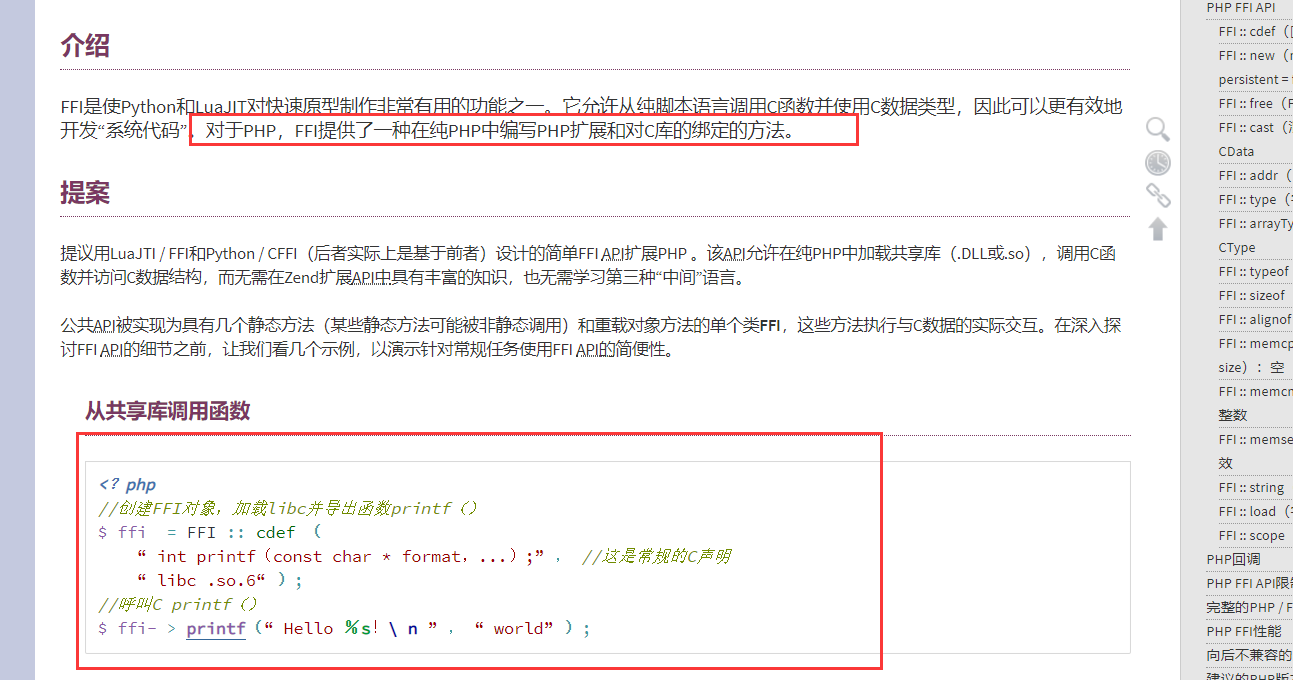 介绍
FFI是使Python和LuaJIT对快速原型制作非常有用的功能之一。它允许从纯脚本语言调用C函数并使用C数据类型，因此可以更有效地
开发“系统代码”。对于PHP，FFI提供了一种在纯PHP中编写PHP扩展和对C库的绑定的方法。
提案
提议用LuaJTI / FFI和Python / CFFI（后者实际上是基于前者）设计的简单FFI API扩展PHP 。该API允许在纯PHP中加载共享库（.DLL或.so），调用C函
数并访问C数据结构，而无需在Zend扩展API中具有丰富的知识，也无需学习第三种“中间”语言。
公共API被实现为具有几个静态方法（某些静态方法可能被非静态调用）和重载对象方法的单个类FFI，这些方法执行与C数据的实际交互。在深入探
讨FFI API的细节之前，让我们看几个示例，以演示针对常规任务使用FFI API的简便性。
从共享库调用函数
<? php
//创建FFI对象，加载libc并导出函数printf（）
$ ffi = FFI :: cdef （
“ int printf（const char * format，...）;” ， //这是常规的C声明
“ libc .so.6“ ）;
//呼叫C printf（）
$ ffi- > printf（“ Hello ％s！\ n ” ， “ world” ）;
PHP FFI API
FFI :: cdef（[
FFI :: new（
persistent =
FFI :: free（
FFI :: cast（
CData
FFI :: addr（
FFI :: type（
FFI :: arrayTy
CType
FFI :: typeof
FFI :: sizeof
FFI :: alignof
FFI :: memcp
size）：空
FFI :: memcm
整数
FFI :: memse
效
FFI :: string
FFI :: load（
FFI :: scope
PHP回调
PHP FFI API限
完整的PHP / F
PHP FFI性能
向后不兼容的
建议的PHP版